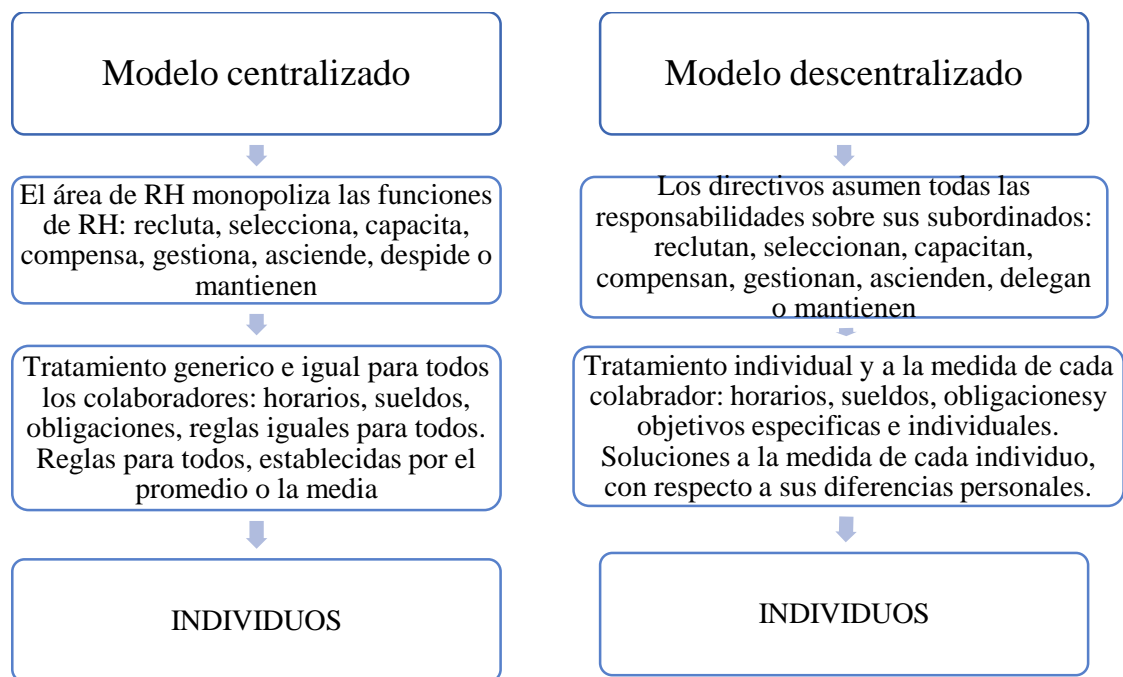 Modelo centralizado
El área de RH monopoliza las funciones
de RH: recluta, selecciona, capacita,
compensa, gestiona, asciende, despide o
mantienen
Tratamiento generico e igual para todos
los colaboradores: horarios, sueldos,
obligaciones, reglas iguales para todos.
Reglas para todos, establecidas por el
promedio o la media
INDIVIDUOS
Modelo descentralizado
Los directivos asumen todas las
responsabilidades sobre sus subordinados:
reclutan, seleccionan, capacitan,
compensan, gestionan, ascienden, delegan
o mantienen
Tratamiento individual y a la medida de cada
colabrador: horarios, sueldos, obligacionesy
objetivos especificas e individuales.
Soluciones a la medida de cada individuo,
con respecto a sus diferencias personales.
INDIVIDUOS